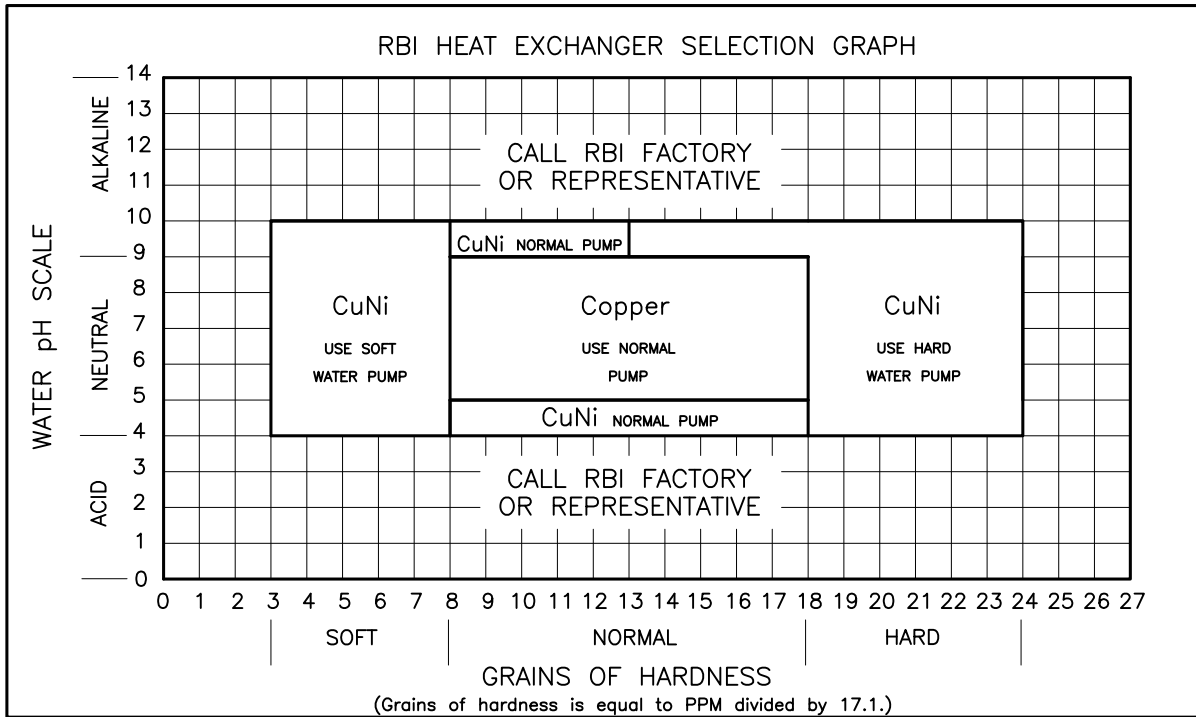 RBI HEAT EXCHANGER SELECTION GRAPH
WATER pH SCALE
ALKALINE
NEUTRAL
ACID
14
13
12
11
10
9
8
7
6
5
4
3
2
1
0
CALL RBI FACTORY
OR REPRESENTATIVE
CuNi NORMAL PUMP
CuNi
USE SOFT
WATER PUMP
Copper
USE NORMAL
PUMP
CuNi
USE HARD
WATER PUMP
CuNi NORMAL PUMP
CALL RBI FACTORY
OR REPRESENTATIVE
0 1 2 3 4 5 6 7 8 9 10 11 12 13 14 15 16 17 18 19 20 21 22 23 24 25 26 27
SOFT NORMAL HARD
GRAINS OF HARDNESS
(Grains of hardness is equal to PPM divided by 17.1.)